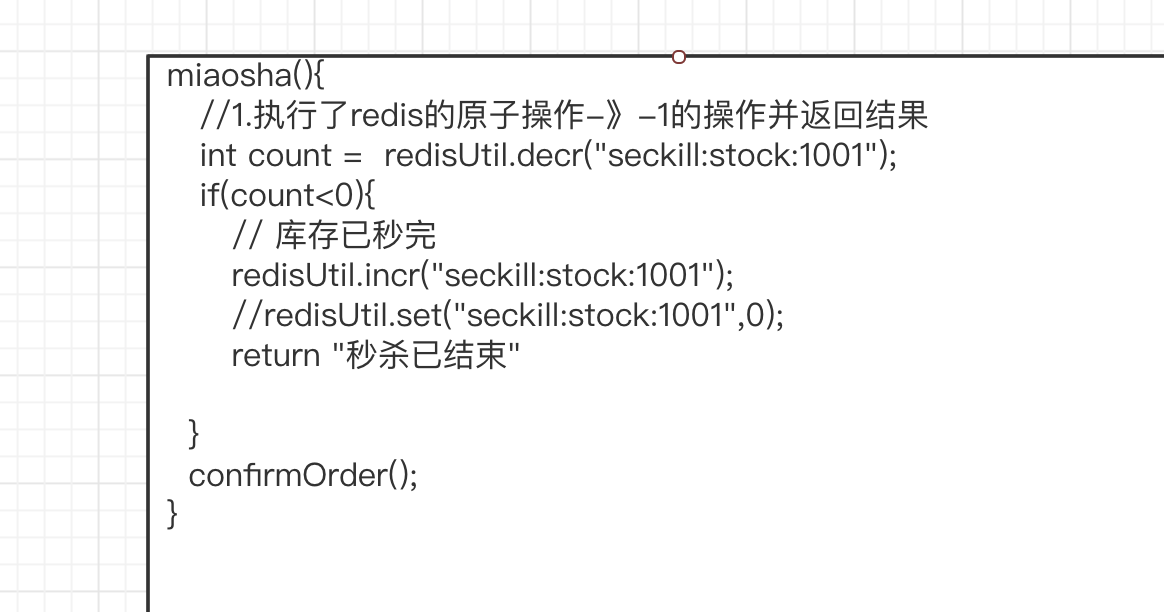 miaosha(){
//1.执行了redis的原子操作-》-1的操作并返回结果
int count =  redisUtil.decr("seckill:stock:1001");
if(count<0){
// 库存已秒完
redisUtil.incr("seckill:stock:1001");
//redisUtil.set("seckill:stock:1001",0);
return "秒杀已结束"
}
confirmOrder();
}